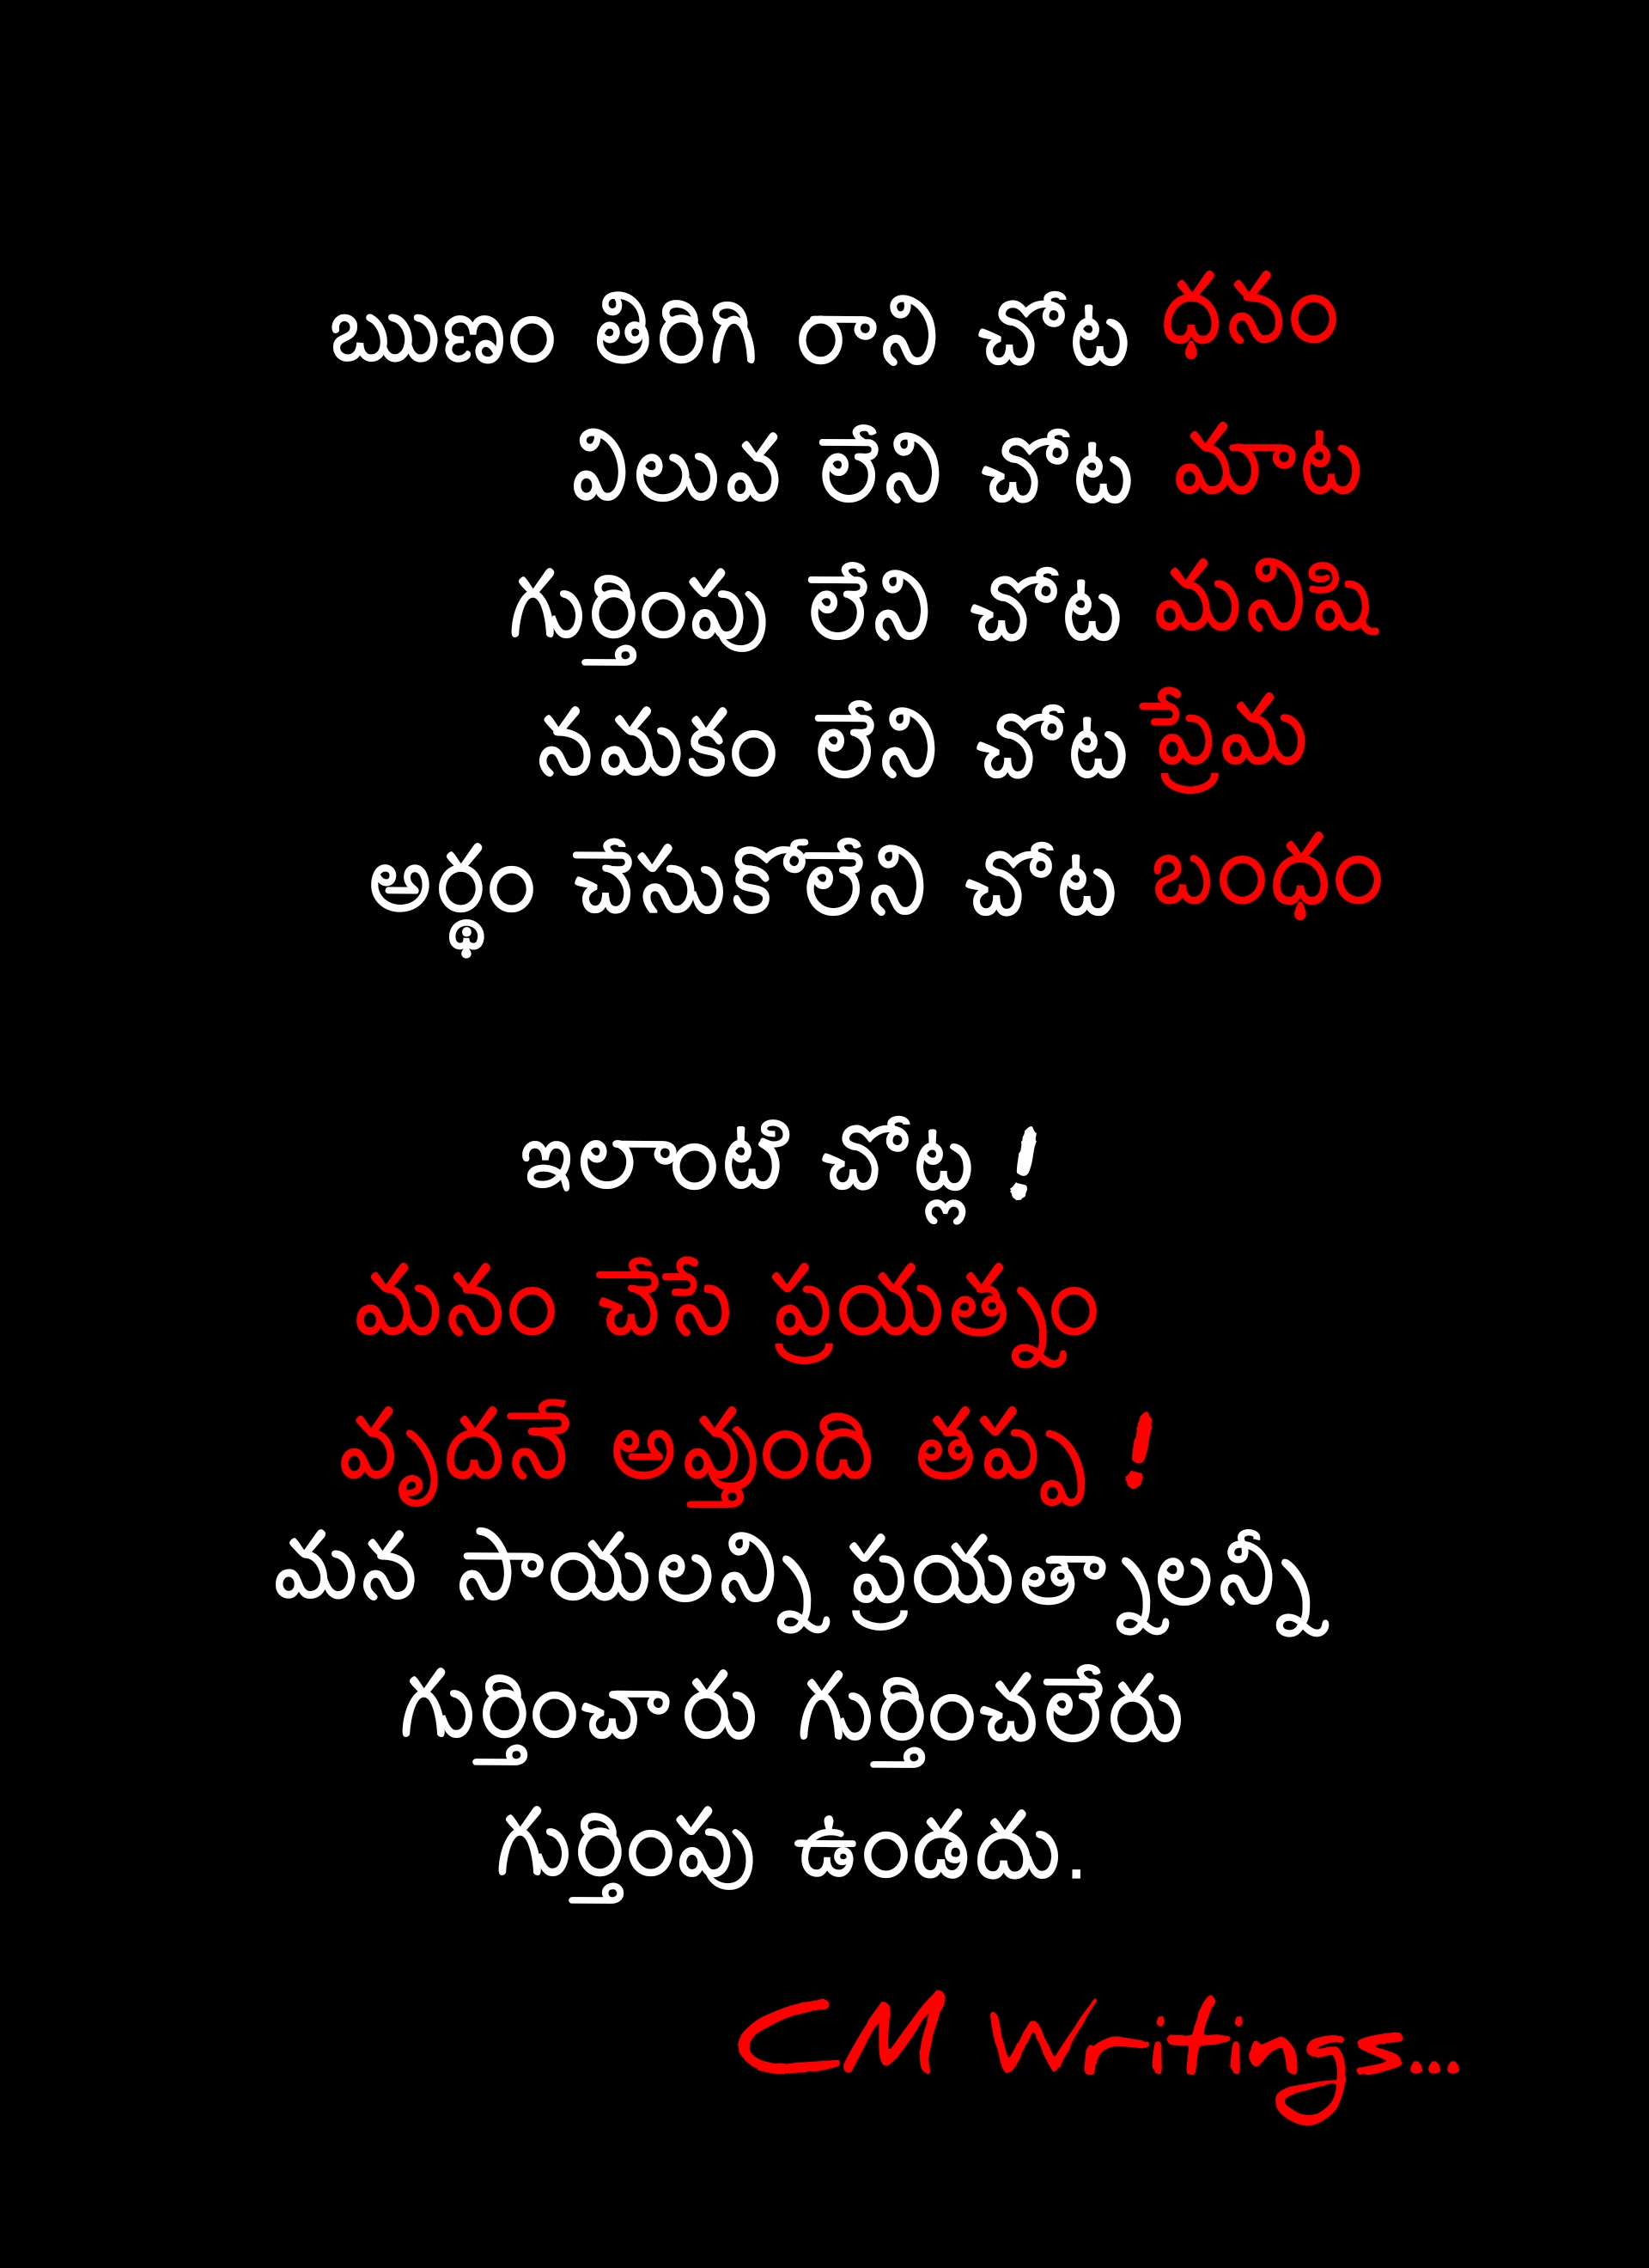 ఋణం తిరిగి రాని చోట ధనం
విలువ లేని చోట మాట
గుర్తింపు లేని చోట మనిషి
నమకం లేని చోట ప్రేమ
అర్థం చేసుకోలేని చోట బంధం
ఇలాంటి చోట్ల !
మనం చేసే ప్రయత్నం
వృదనే అవ్తుంది తప్ప !
మన సాయలన్ని ప్రయత్నాలన్నీ
గుర్తించారు గుర్తించలేరు
గుర్తింపు ఉండదు.
CM Writings...